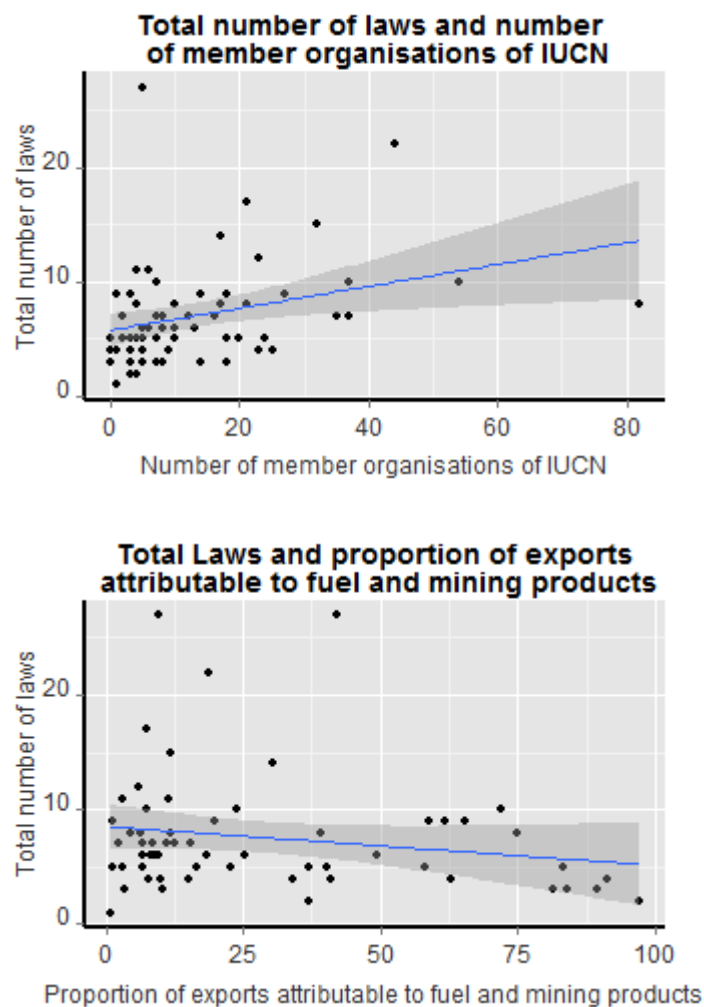 Total number of laws and number
of member organisations of IUCN
Total number of laws
20
10
0
0 20 40 60 80
Number of member organisations of IUCN
Total Laws and proportion of exports
attributable to fuel and mining products
Total number of laws
20
10
0
0 25 50 75 100
Proportion of exports attributable to fuel and mining products